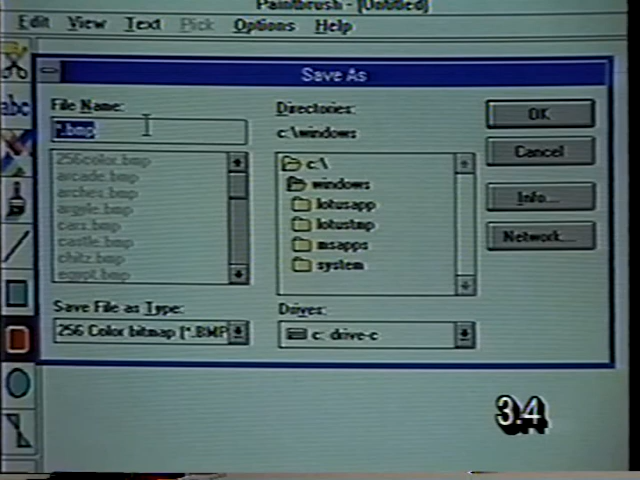 Paintbrush - [Untitled]
Edit View Text Pick Options Help
Save As
File Name:
*.bmp
256color.bmp
arcade.bmp
arches.bmp
argyle.bmp
cars.bmp
castle.bmp
chitz.bmp
egypt.bmp
Save File as Type:
256 Color bitmap (*.BMP
Directories:
c:\windows
c:\
windows
lotusapp
lotustmp
msapps
system
Drives:
c: drive-c
OK
Cancel
Info...
Network...
abc
3.4